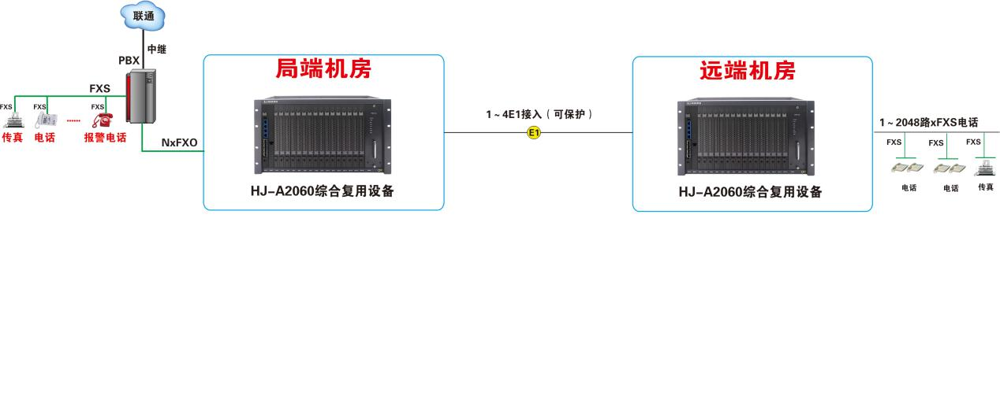 联通
中继
PBX
FXS
FXS
FXS
FXS
传真
电话
报警电话
NxFXO
局端机房
HJ-A2060综合复用设备
1~4E1接入（可保护）
E1
远端机房
HJ-A2060综合复用设备
1~2048路xFXS电话
FXS
FXS
FXS
电话
电话
传真